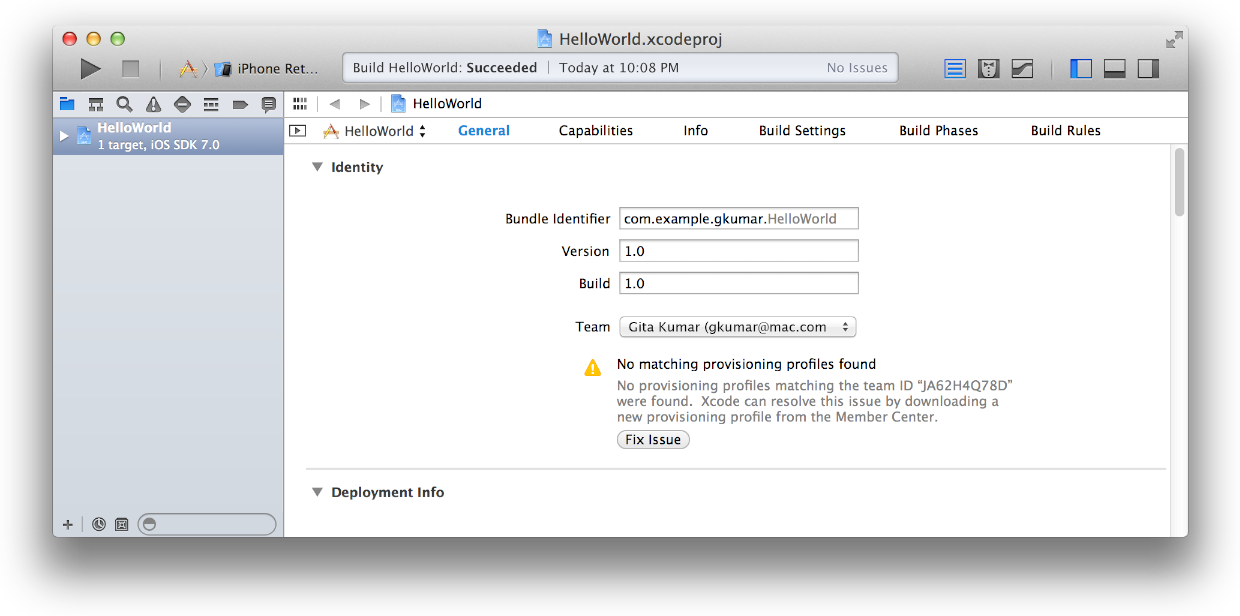 HelloWorld.xcodeproj
iPhone Ret... Build HelloWorld: Succeeded Today at 10:08 PM No Issues
HelloWorld
HelloWorld
1 target, iOS SDK 7.0
HelloWorld General Capabilities Info Build Settings Build Phases Build Rules
Identity
Bundle Identifier com.example.gkumar.HelloWorld
Version 1.0
Build 1.0
Team Gita Kumar (gkumar@mac.com
No matching provisioning profiles found
No provisioning profiles matching the team ID “JA62H4Q78D”
were found. Xcode can resolve this issue by downloading a
new provisioning profile from the Member Center.
Fix Issue
Deployment Info